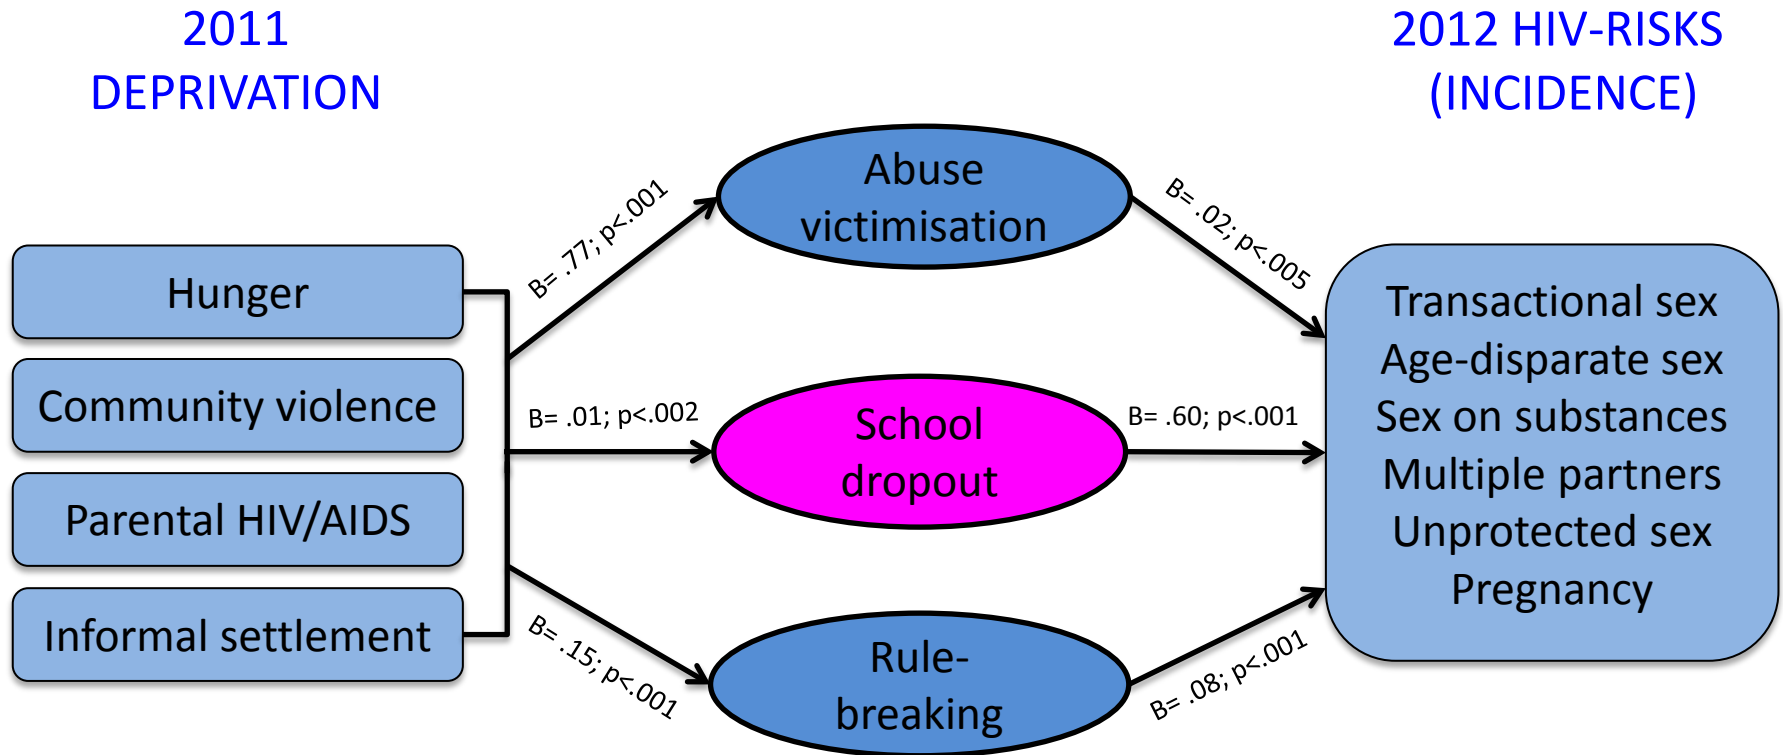 2011
DEPRIVATION
2012 HIV-RISKS
(INCIDENCE)
Hunger
Community violence
Parental HIV/AIDS
Informal settlement
B= .77; p<.001
B= .01; p<.002
B= .15; p<.001
Abuse
victimisation
School
dropout
Rule-
breaking
B= .02; p<.005
B= .60; p<.001
B= .08; p<.001
Transactional sex
Age-disparate sex
Sex on substances
Multiple partners
Unprotected sex
Pregnancy